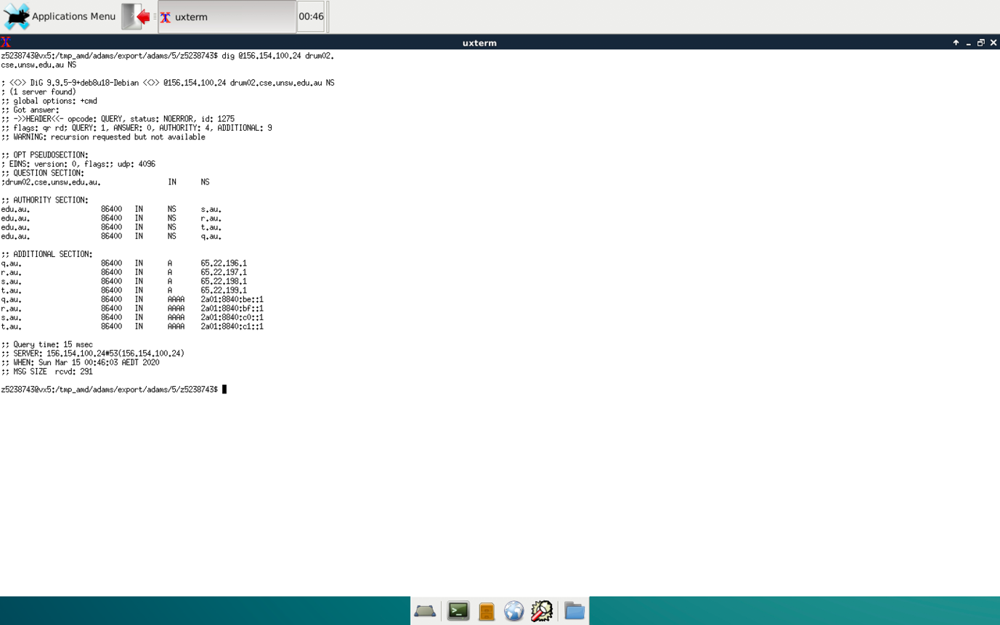 Applications Menu uxterm 00:46
uxterm
z5238743@vx5:/tmp_amd/adams/export/adams/5/z5238743$ dig @156.154.100.24 drum02.
cse.unsw.edu.au NS

; <<>> DiG 9.9.5-9+deb8u18-Debian <<>> @156.154.100.24 drum02.cse.unsw.edu.au NS
; (1 server found)
;; global options: +cmd
;; Got answer:
;; ->>HEADER<<- opcode: QUERY, status: NOERROR, id: 1275
;; flags: qr rd; QUERY: 1, ANSWER: 0, AUTHORITY: 4, ADDITIONAL: 9
;; WARNING: recursion requested but not available

;; OPT PSEUDOSECTION:
; EDNS: version: 0, flags:; udp: 4096
;; QUESTION SECTION:
;drum02.cse.unsw.edu.au. IN NS

;; AUTHORITY SECTION:
edu.au. 86400 IN NS s.au.
edu.au. 86400 IN NS r.au.
edu.au. 86400 IN NS t.au.
edu.au. 86400 IN NS q.au.

;; ADDITIONAL SECTION:
q.au. 86400 IN A 65.22.196.1
r.au. 86400 IN A 65.22.197.1
s.au. 86400 IN A 65.22.198.1
t.au. 86400 IN A 65.22.199.1
q.au. 86400 IN AAAA 2a01:8840:be::1
r.au. 86400 IN AAAA 2a01:8840:bf::1
s.au. 86400 IN AAAA 2a01:8840:c0::1
t.au. 86400 IN AAAA 2a01:8840:c1::1

;; Query time: 15 msec
;; SERVER: 156.154.100.24#53(156.154.100.24)
;; WHEN: Sun Mar 15 00:46:03 AEDT 2020
;; MSG SIZE rcvd: 291

z5238743@vx5:/tmp_amd/adams/export/adams/5/z5238743$